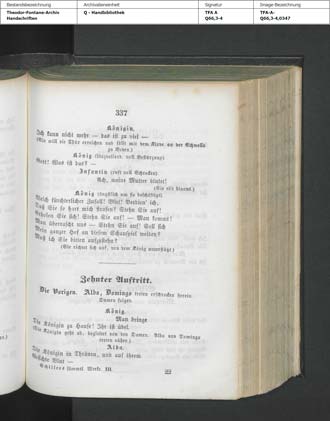 Bestandsbezeichnung Archivalieneinheit Signatur Image-Bezeichnung
Theodor-Fontane-Archiv Q - Handbibliothek TFA A TFA-A-
Handschriften Q66,3-4 Q66,3-4,0347
337
Königin.
Ich kann nicht mehr — das ist zu viel —
(Sie will die Thür erreichen und fällt mit dem Kinde an der Schwelle
zu Boden.)
König (hinzueilend, voll Bestürzung)
Gott! Was ist das? —
Infantin (ruft voll Schrecken)
Ach, meine Mutter blutet!
(Sie eilt hinaus.)
König (ängstlich um sie beschäftigt)
Welch fürchterlicher Zufall! Blut! Verdien' ich,
Daß Sie so hart mich strafen? Stehn Sie auf!
Erholen Sie sich! Stehn Sie auf! — Man kommt!
Man überrascht uns — Stehn Sie auf! Soll sich
Mein ganzer Hof an diesem Schauspiel weiden?
Muß ich Sie bitten aufzustehn?
(Sie richtet sich auf, von dem König unterstützt.)
Zehnter Auftritt.
Die Vorigen. Alba, Domingo treten erschrocken herein.
Damen folgen.
König.
Man bringe
Die Königin zu Hause! Ihr ist übel.
(Die Königin geht ab, begleitet von den Damen. Alba und Domingo
treten näher.)
Alba.
Die Königin in Thränen, und auf ihrem
Gesichte Blut —
Schillers sämmtl. Werke. III. 22